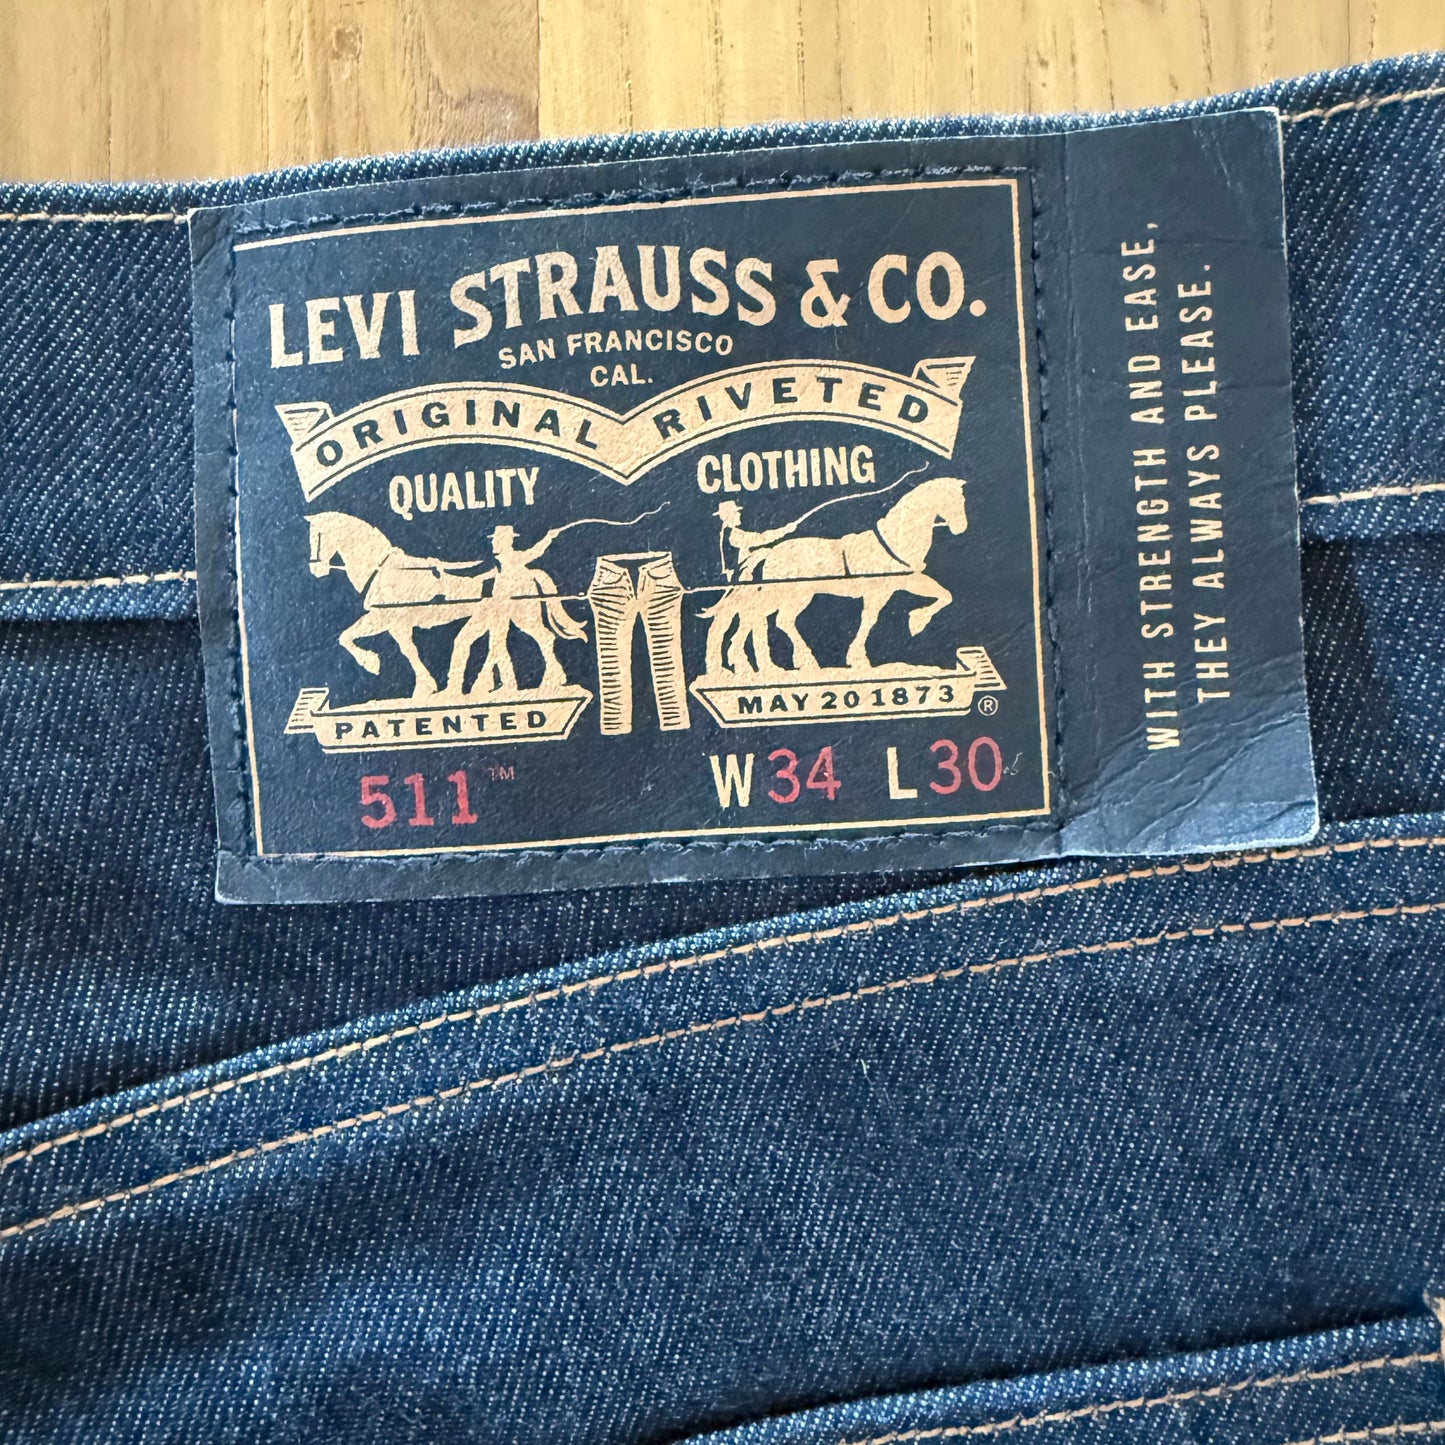 LEVI STRAUSS & CO.
SAN FRANCISCO
CAL.
ORIGINAL RIVETED
QUALITY CLOTHING
PATENTED MAY 20 1873 ®
511™ W34 L30
WITH STRENGTH AND EASE,
THEY ALWAYS PLEASE.